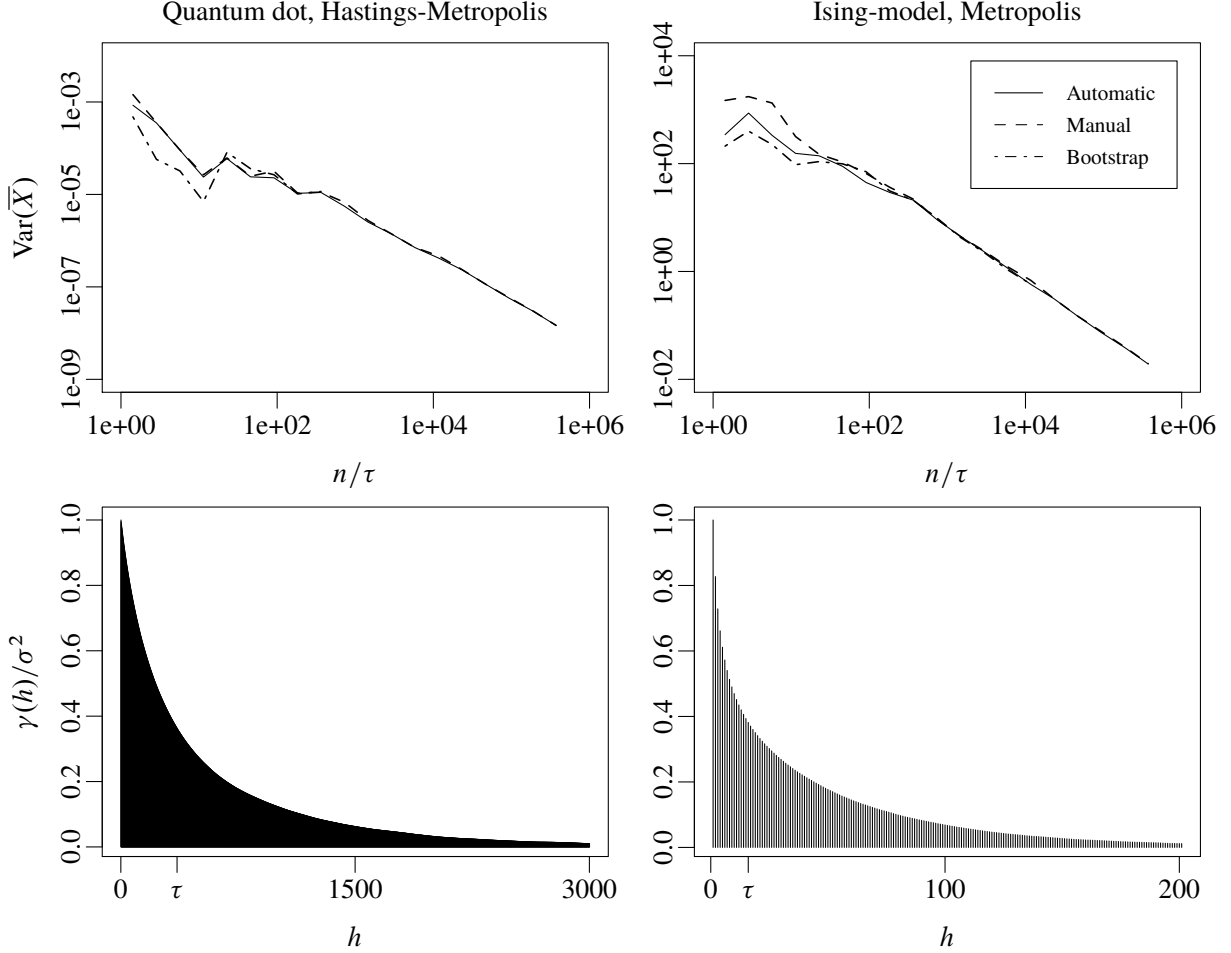 Quantum dot, Hastings-Metropolis
Ising-model, Metropolis
Var(X̅)
1e-03
1e-05
1e-07
1e-09
1e+00 1e+02 1e+04 1e+06
n/τ
1e+04
1e+02
1e+00
1e-02
Automatic
Manual
Bootstrap
1e+00 1e+02 1e+04 1e+06
n/τ
γ(h)/σ²
1.0
0.8
0.6
0.4
0.2
0.0
0 τ 1500 3000
h
1.0
0.8
0.6
0.4
0.2
0.0
0 τ 100 200
h